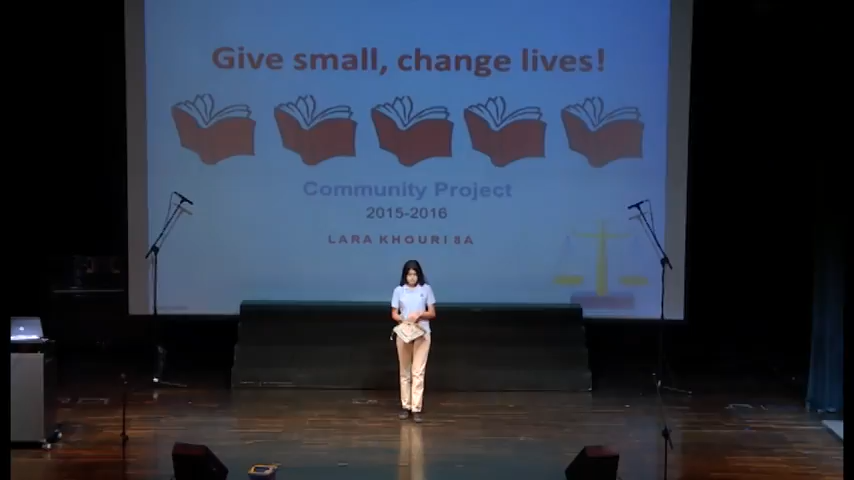 Give small, change lives!
Community Project
2015-2016
LARA KHOURI 8A